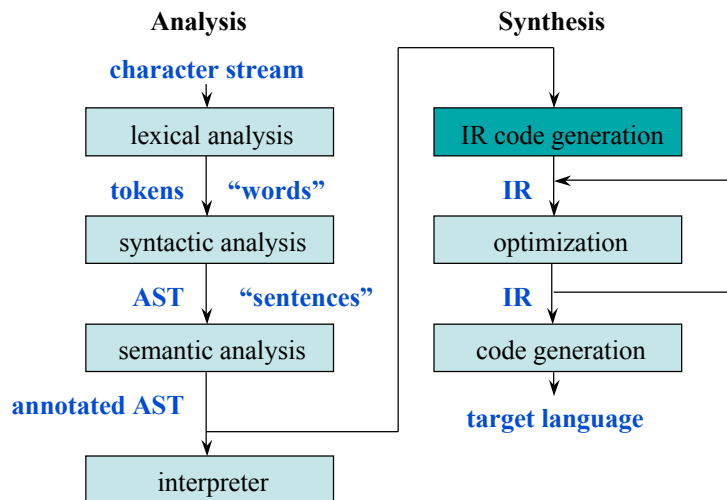 Analysis
character stream
lexical analysis
tokens “words”
syntactic analysis
AST “sentences”
semantic analysis
annotated AST
interpreter
Synthesis
IR code generation
IR
optimization
IR
code generation
target language